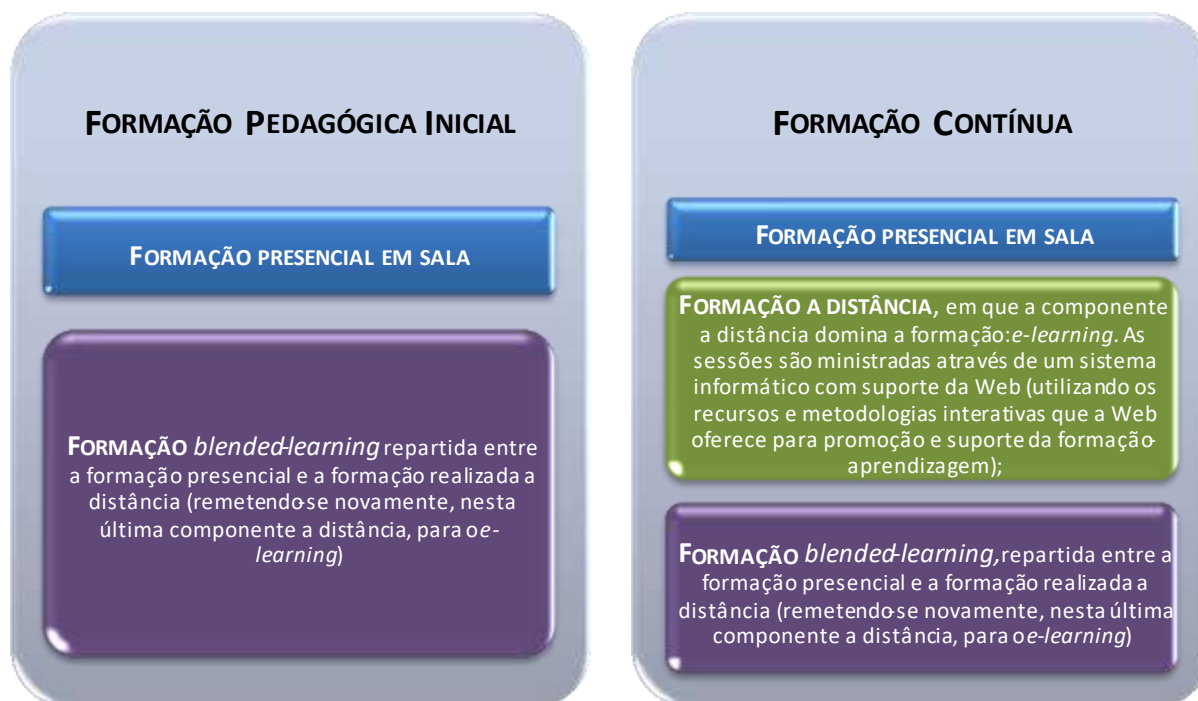 FORMAÇÃO PEDAGÓGICA INICIAL
FORMAÇÃO PRESENCIAL EM SALA
FORMAÇÃO blended-learning repartida entre
a formação presencial e a formação realizada a
distância (remetendo-se novamente, nesta
última componente a distância, para o e-
learning)
FORMAÇÃO CONTÍNUA
FORMAÇÃO PRESENCIAL EM SALA
FORMAÇÃO A DISTÂNCIA, em que a componente
a distância domina a formação: e-learning. As
sessões são ministradas através de um sistema
informático com suporte da Web (utilizando os
recursos e metodologias interativas que a Web
oferece para promoção e suporte da formação-
aprendizagem);
FORMAÇÃO blended-learning, repartida entre a
formação presencial e a formação realizada a
distância (remetendo-se novamente, nesta última
componente a distância, para o e-learning)